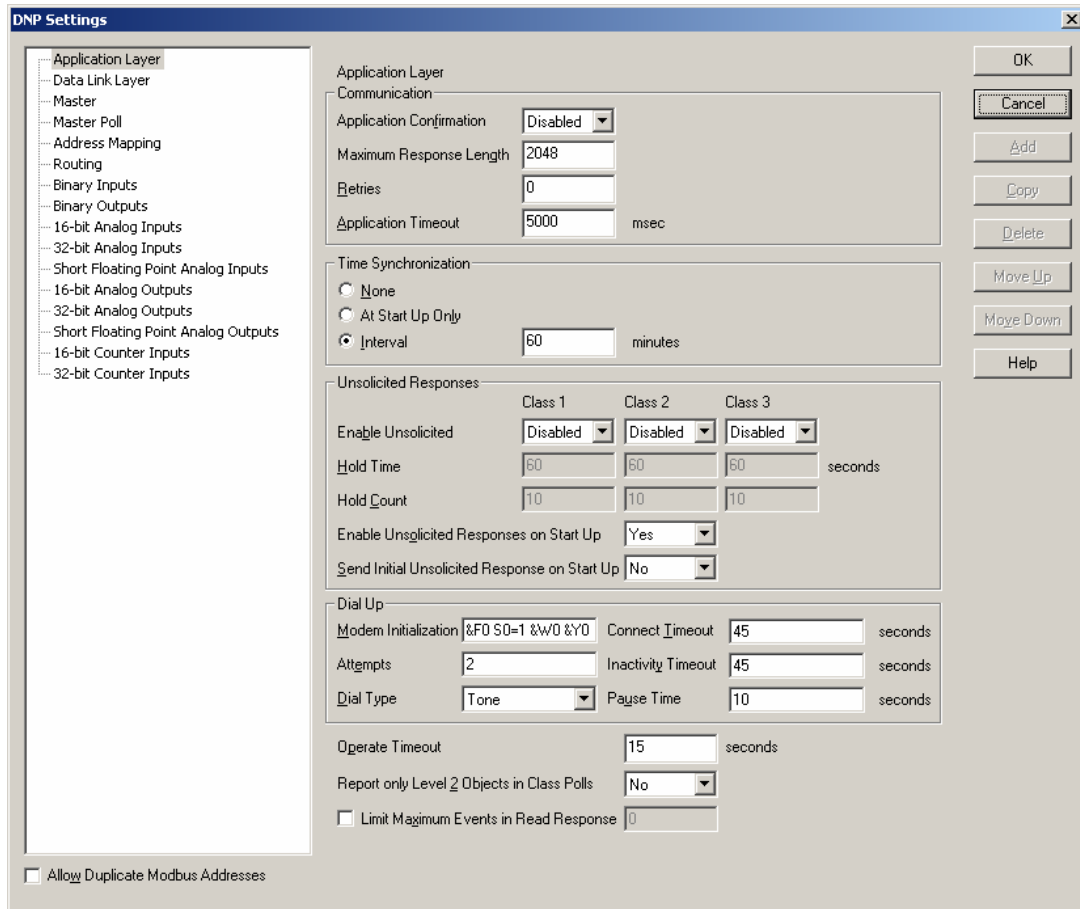 DNP Settings
Application Layer
Data Link Layer
Master
Master Poll
Address Mapping
Routing
Binary Inputs
Binary Outputs
16-bit Analog Inputs
32-bit Analog Inputs
Short Floating Point Analog Inputs
16-bit Analog Outputs
32-bit Analog Outputs
Short Floating Point Analog Outputs
16-bit Counter Inputs
32-bit Counter Inputs
Allow Duplicate Modbus Addresses
Application Layer
Communication
Application Confirmation Disabled
Maximum Response Length 2048
Retries 0
Application Timeout 5000 msec
Time Synchronization
None
At Start Up Only
Interval 60 minutes
Unsolicited Responses
Class 1 Class 2 Class 3
Enable Unsolicited Disabled Disabled Disabled
Hold Time 60 60 60 seconds
Hold Count 10 10 10
Enable Unsolicited Responses on Start Up Yes
Send Initial Unsolicited Response on Start Up No
Dial Up
Modem Initialization &F0 S0=1 &W0 &Y0 Connect Timeout 45 seconds
Attempts 2 Inactivity Timeout 45 seconds
Dial Type Tone Pause Time 10 seconds
Operate Timeout 15 seconds
Report only Level 2 Objects in Class Polls No
Limit Maximum Events in Read Response 0
OK
Cancel
Add
Copy
Delete
Move Up
Move Down
Help